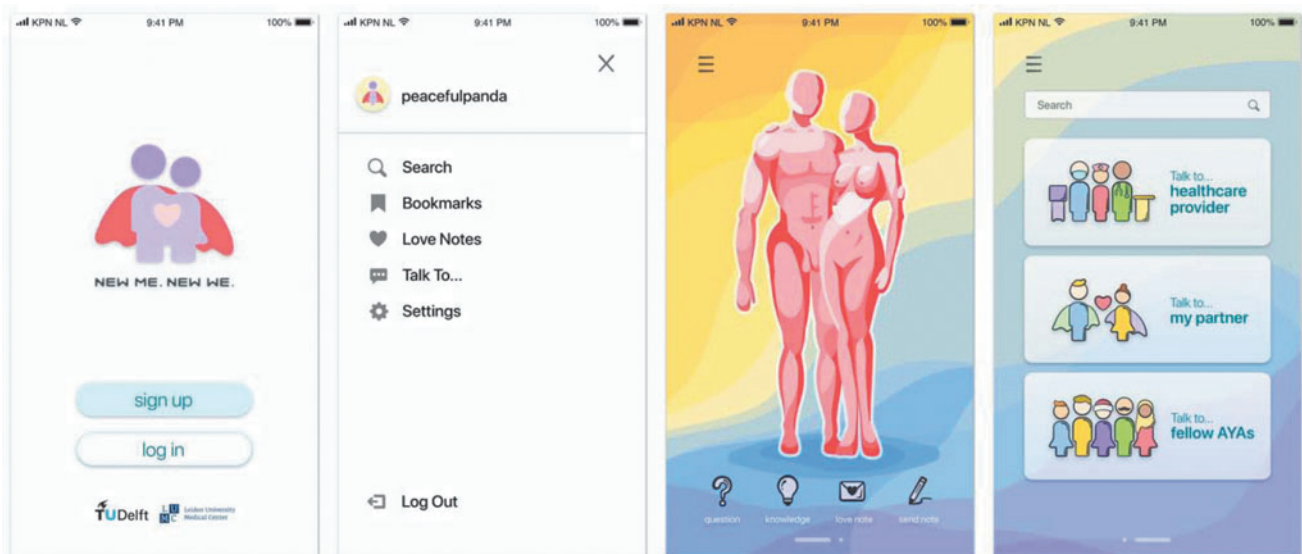 KPN NL 9:41 PM 100%
NEW ME. NEW WE.
sign up
log in
TUDelft
LUMC Leiden University
Medical Center
KPN NL 9:41 PM 100%
peacefulpanda
Search
Bookmarks
Love Notes
Talk To...
Settings
Log Out
KPN NL 9:41 PM 100%
question knowledge love note send note
KPN NL 9:41 PM 100%
Search
Talk to...
healthcare
provider
Talk to...
my partner
Talk to...
fellow AYAs